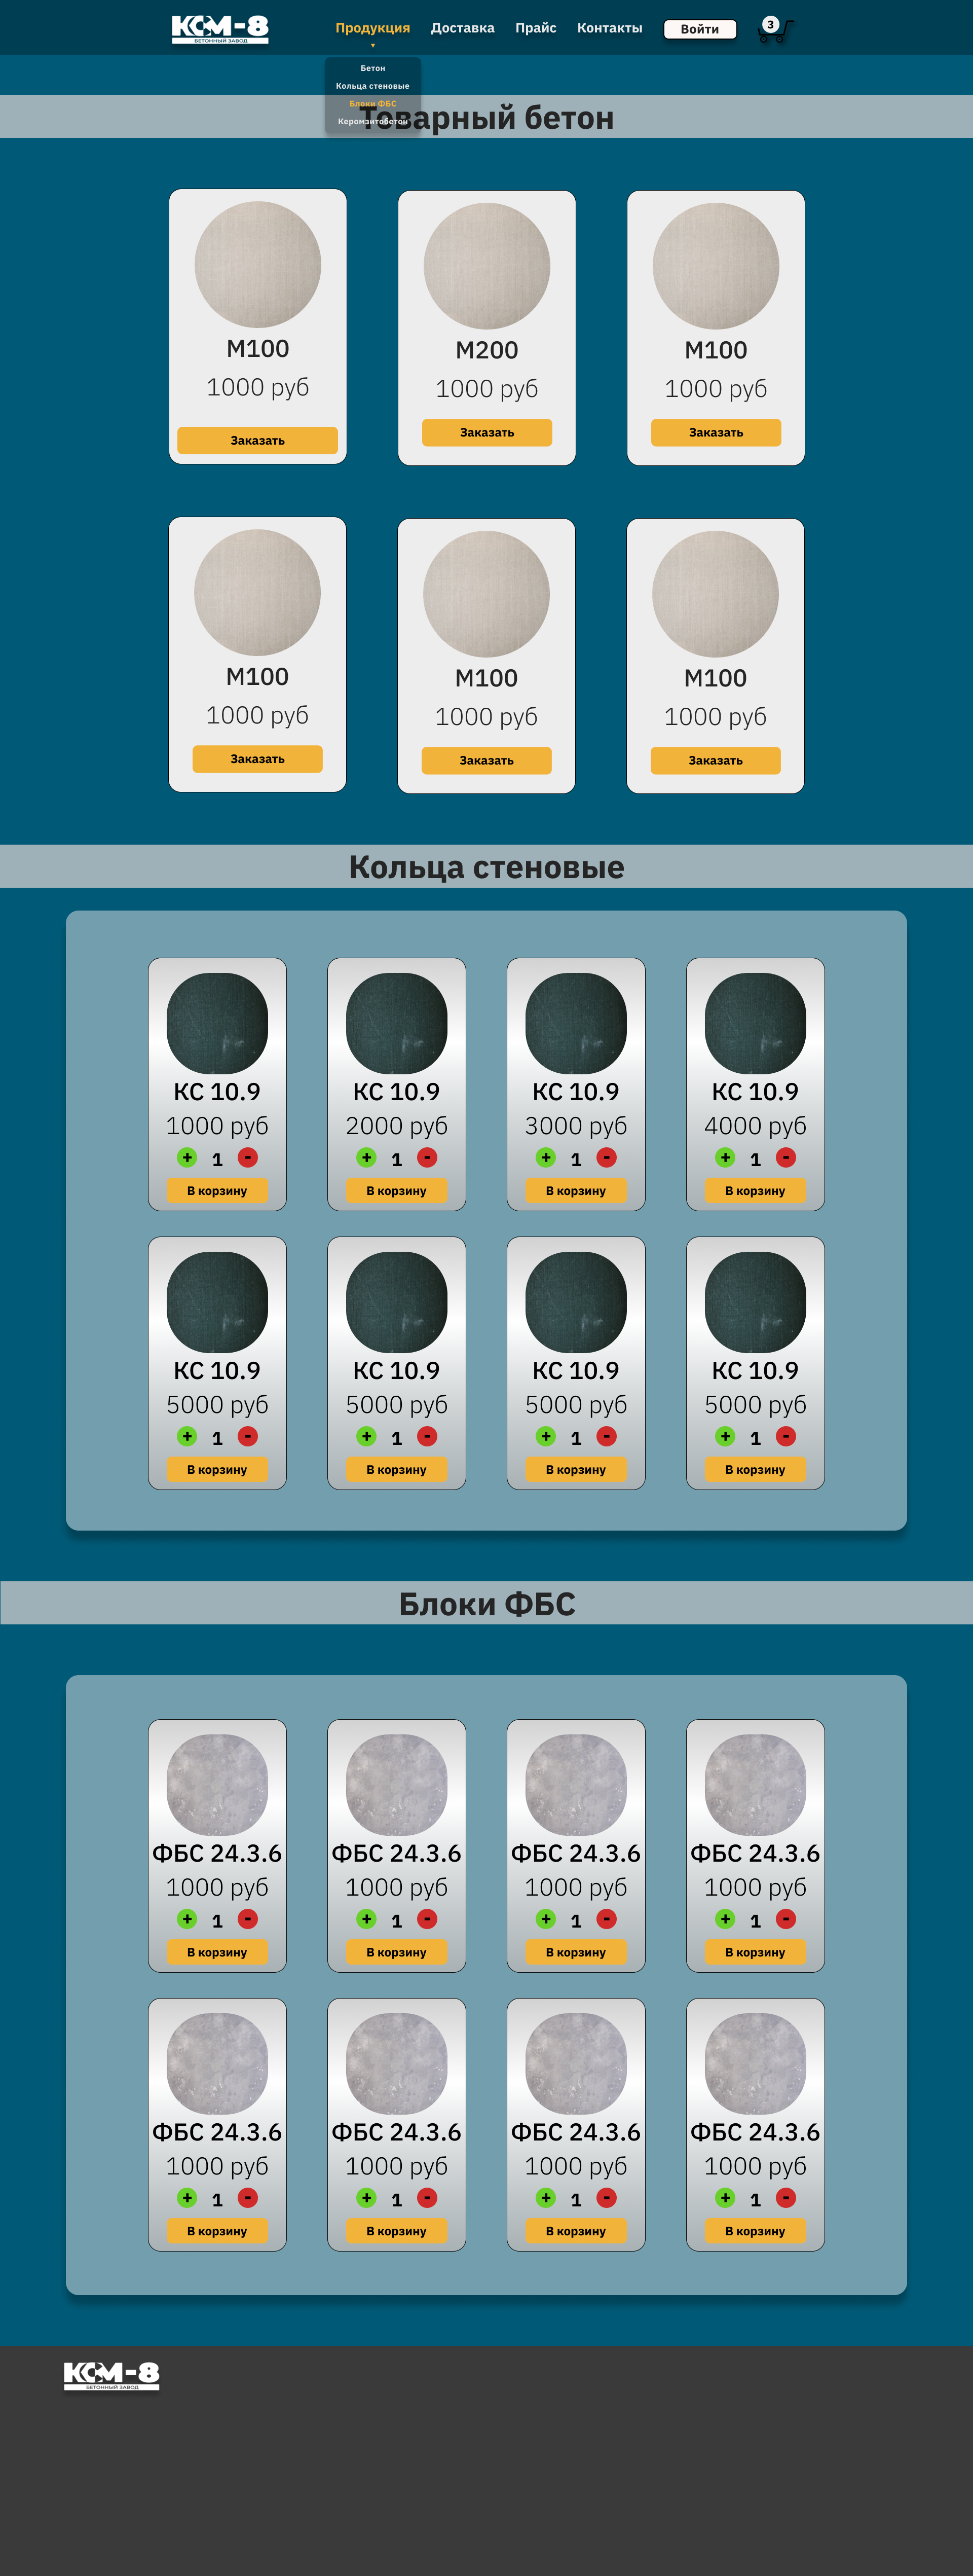 КСМ-8
БЕТОННЫЙ ЗАВОД
Продукция Доставка Прайс Контакты Войти 3
Бетон
Кольца стеновые
Блоки ФБС
Керомзитобетон
Товарный бетон
М100 М200 М100
1000 руб 1000 руб 1000 руб
Заказать Заказать Заказать
М100 М100 М100
1000 руб 1000 руб 1000 руб
Заказать Заказать Заказать
Кольца стеновые
КС 10.9 КС 10.9 КС 10.9 КС 10.9
1000 руб 2000 руб 3000 руб 4000 руб
+ 1 - + 1 - + 1 - + 1 -
В корзину В корзину В корзину В корзину
КС 10.9 КС 10.9 КС 10.9 КС 10.9
5000 руб 5000 руб 5000 руб 5000 руб
+ 1 - + 1 - + 1 - + 1 -
В корзину В корзину В корзину В корзину
Блоки ФБС
ФБС 24.3.6 ФБС 24.3.6 ФБС 24.3.6 ФБС 24.3.6
1000 руб 1000 руб 1000 руб 1000 руб
+ 1 - + 1 - + 1 - + 1 -
В корзину В корзину В корзину В корзину
ФБС 24.3.6 ФБС 24.3.6 ФБС 24.3.6 ФБС 24.3.6
1000 руб 1000 руб 1000 руб 1000 руб
+ 1 - + 1 - + 1 - + 1 -
В корзину В корзину В корзину В корзину
КСМ-8
БЕТОННЫЙ ЗАВОД